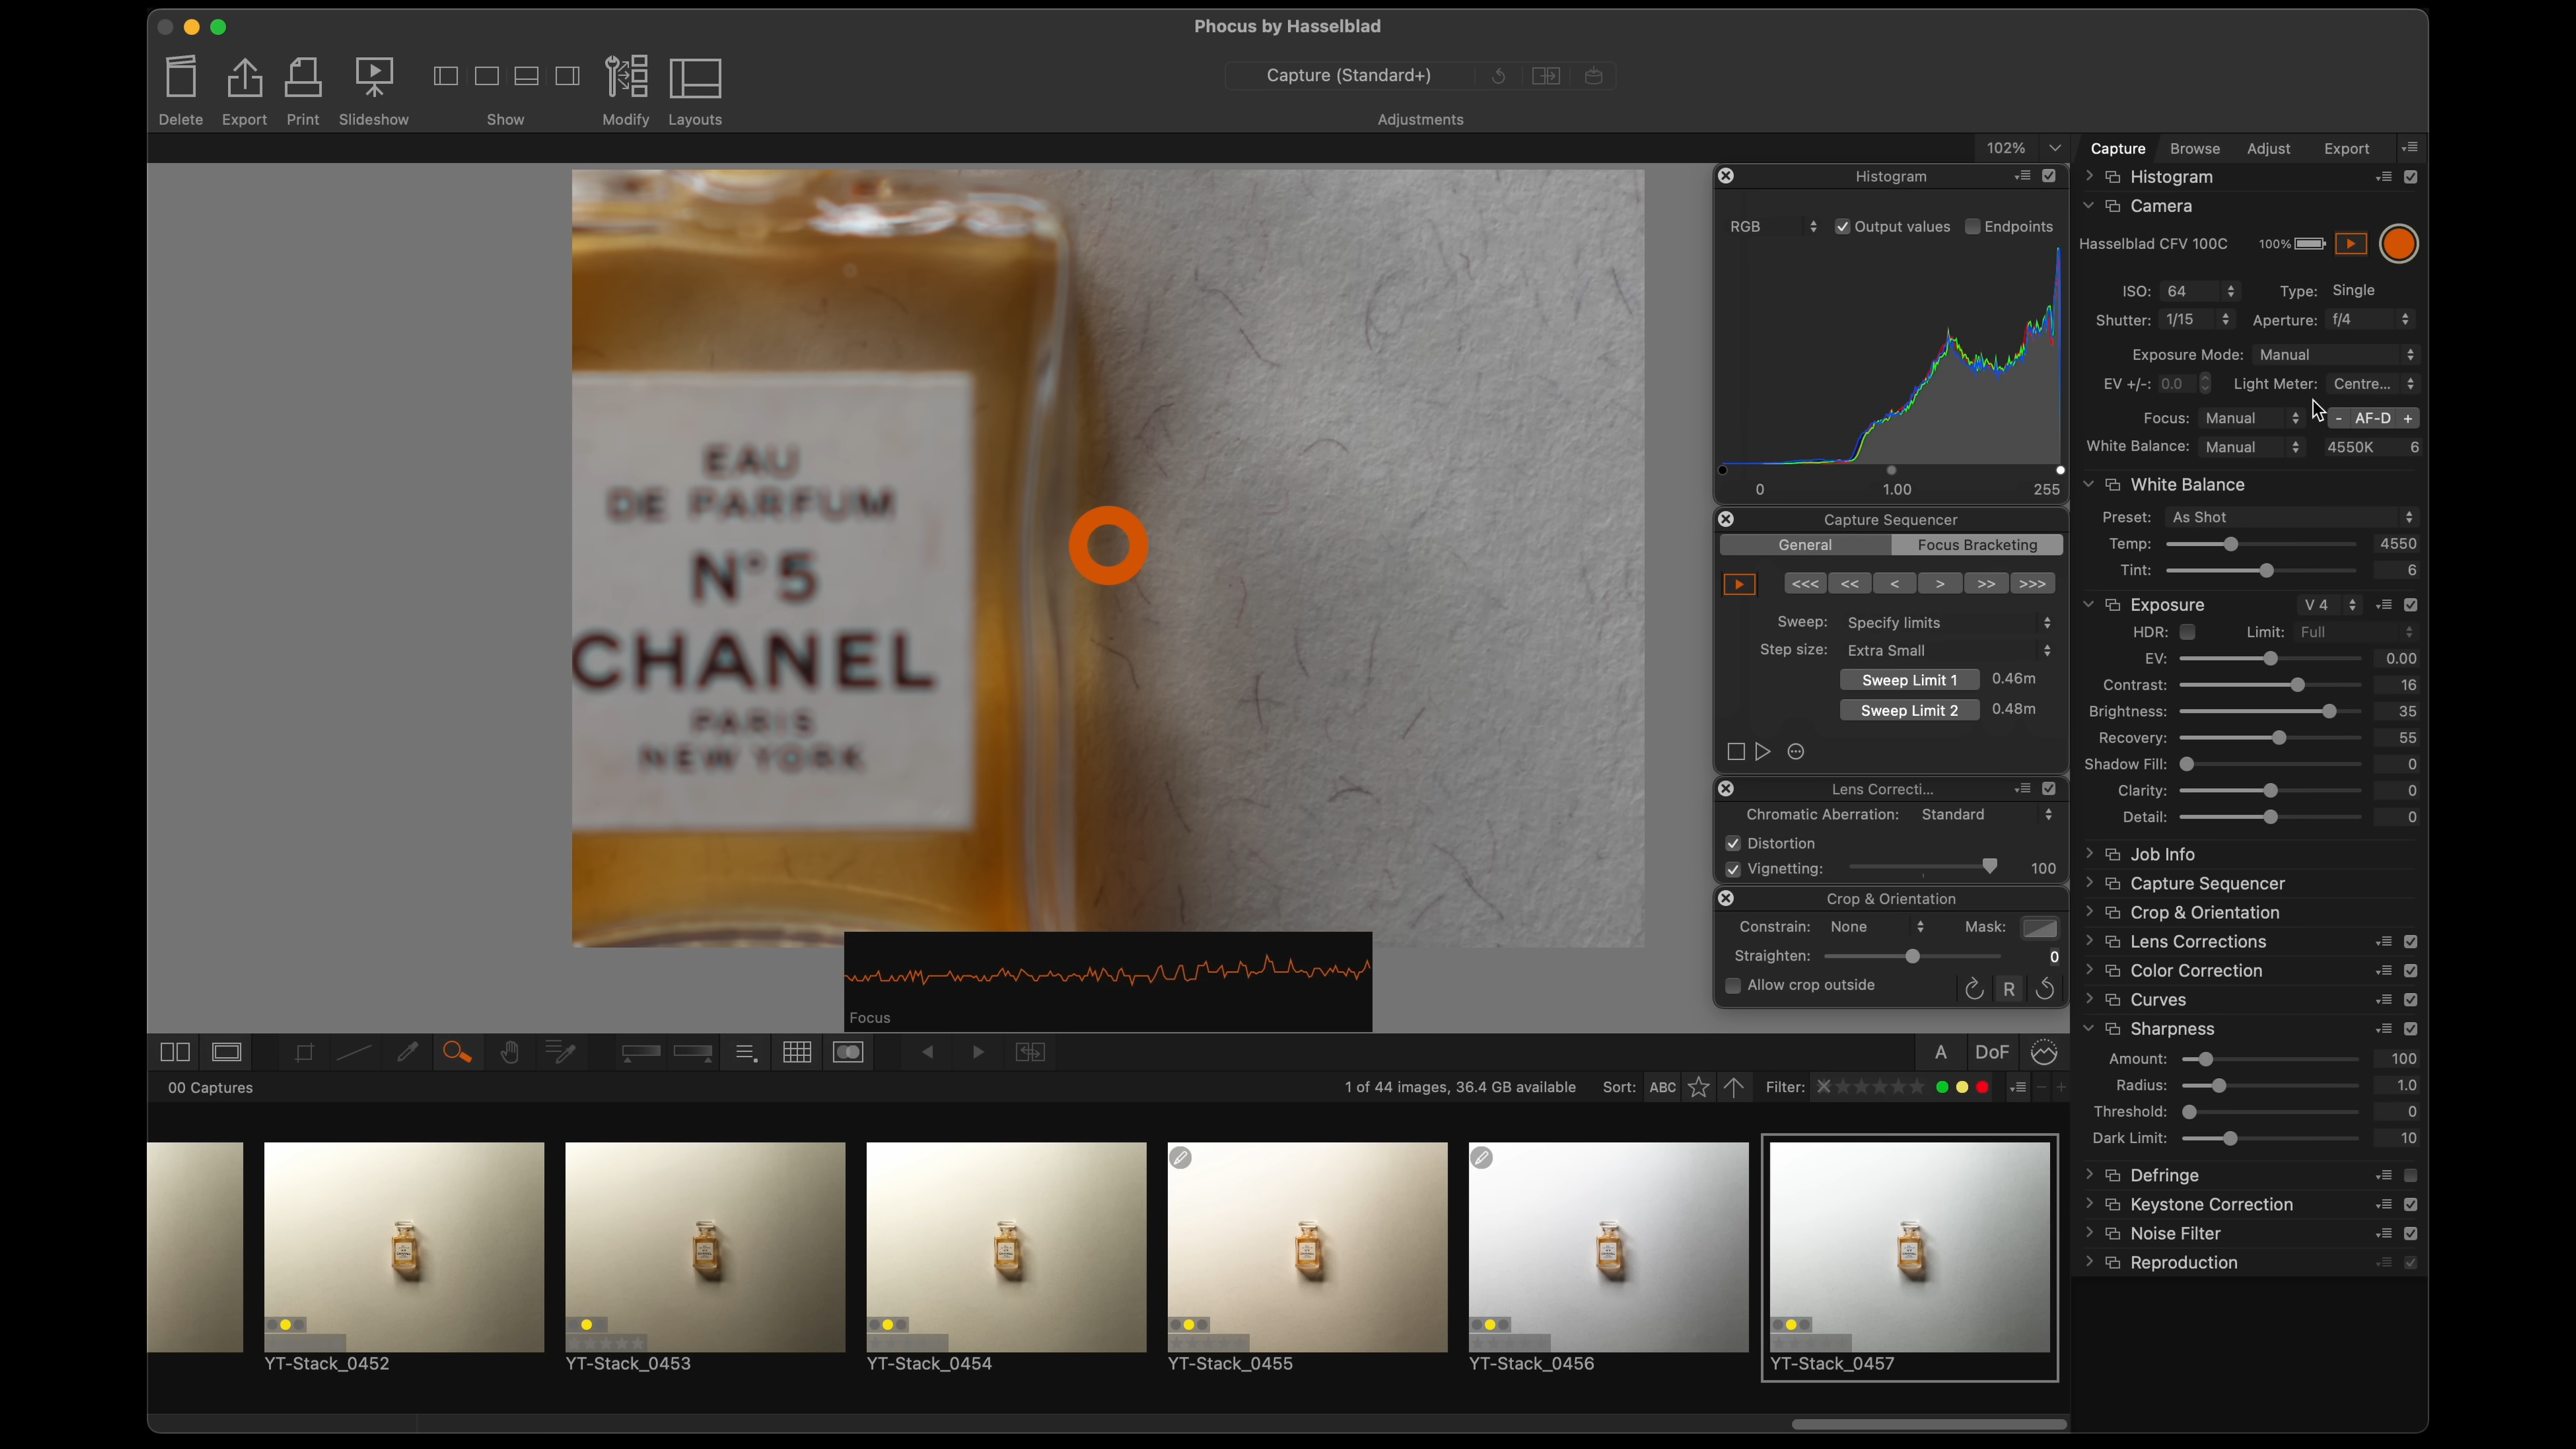 Phocus by Hasselblad
Delete
Export
Print
Slideshow
Show
Modify
Layouts
Capture (Standard+)
Adjustments
102%
Capture Browse Adjust Export
EAU
DE PARFUM
N°5
CHANEL
PARIS
NEW YORK
Focus
Histogram
RGB Output values Endpoints
0 1.00 255
Capture Sequencer
General Focus Bracketing
<<< << < > >> >>>
Sweep: Specify limits
Step size: Extra Small
Sweep Limit 1 0.46m
Sweep Limit 2 0.48m
Lens Correcti...
Chromatic Aberration: Standard
Distortion
Vignetting: 100
Crop & Orientation
Constrain: None Mask:
Straighten: 0
Allow crop outside R
Histogram
Camera
Hasselblad CFV 100C 100%
ISO: 64 Type: Single
Shutter: 1/15 Aperture: f/4
Exposure Mode: Manual
EV +/-: 0.0 Light Meter: Centre...
Focus: Manual - AF-D +
White Balance: Manual 4550K 6
White Balance
Preset: As Shot
Temp: 4550
Tint: 6
Exposure V 4
HDR: Limit: Full
EV: 0.00
Contrast: 16
Brightness: 35
Recovery: 55
Shadow Fill: 0
Clarity: 0
Detail: 0
Job Info
Capture Sequencer
Crop & Orientation
Lens Corrections
Color Correction
Curves
Sharpness
Amount: 100
Radius: 1.0
Threshold: 0
Dark Limit: 10
Defringe
Keystone Correction
Noise Filter
Reproduction
A DoF
00 Captures
1 of 44 images, 36.4 GB available Sort: ABC Filter:
YT-Stack_0452
YT-Stack_0453
YT-Stack_0454
YT-Stack_0455
YT-Stack_0456
YT-Stack_0457